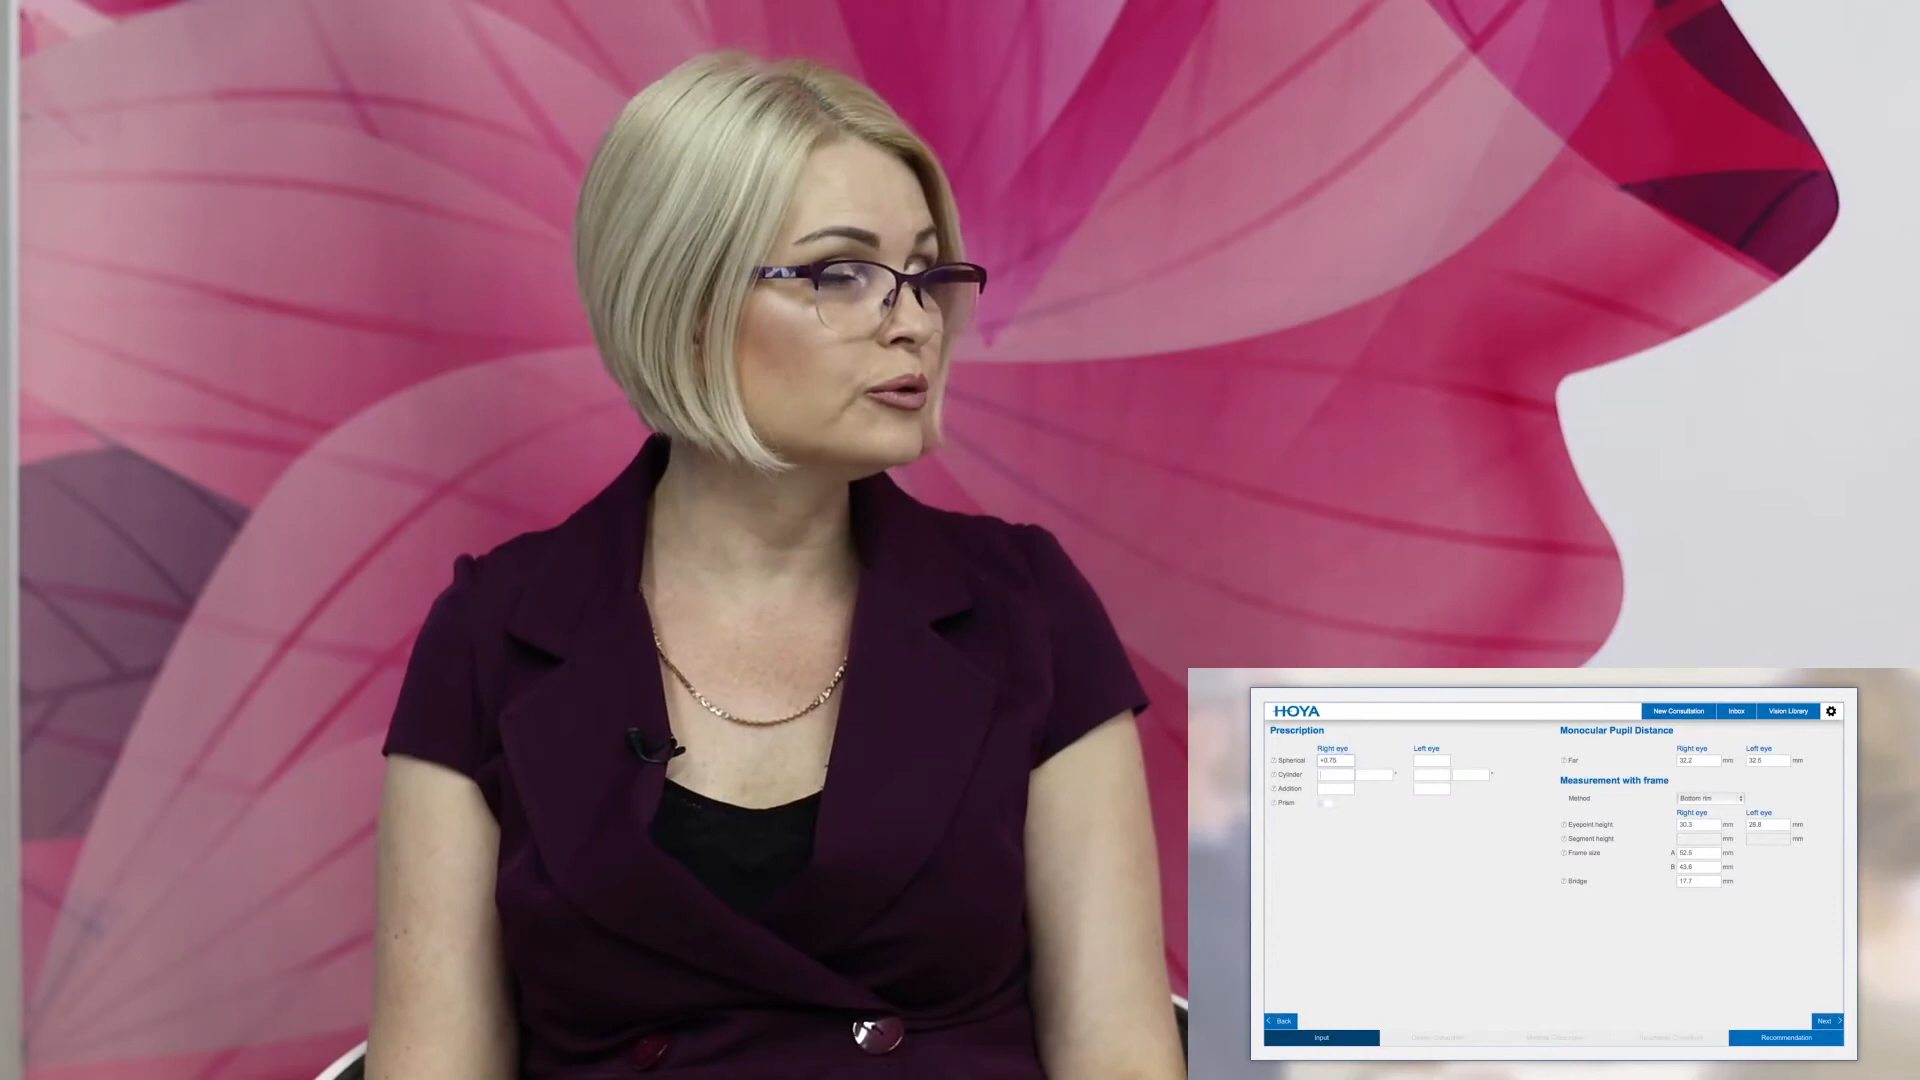 HOYA
New Consultation
Inbox
Vision Library
Prescription
Right eye Left eye
Spherical +0.75
Cylinder
Addition
Prism
Monocular Pupil Distance
Right eye Left eye
Far 32.2 mm 32.5 mm
Measurement with frame
Method Bottom rim
Right eye Left eye
Eyepoint height 30.3 mm 28.8 mm
Segment height mm mm
Frame size A 52.5 mm
B 43.6 mm
Bridge 17.7 mm
Back
Next
Input
Recommendation